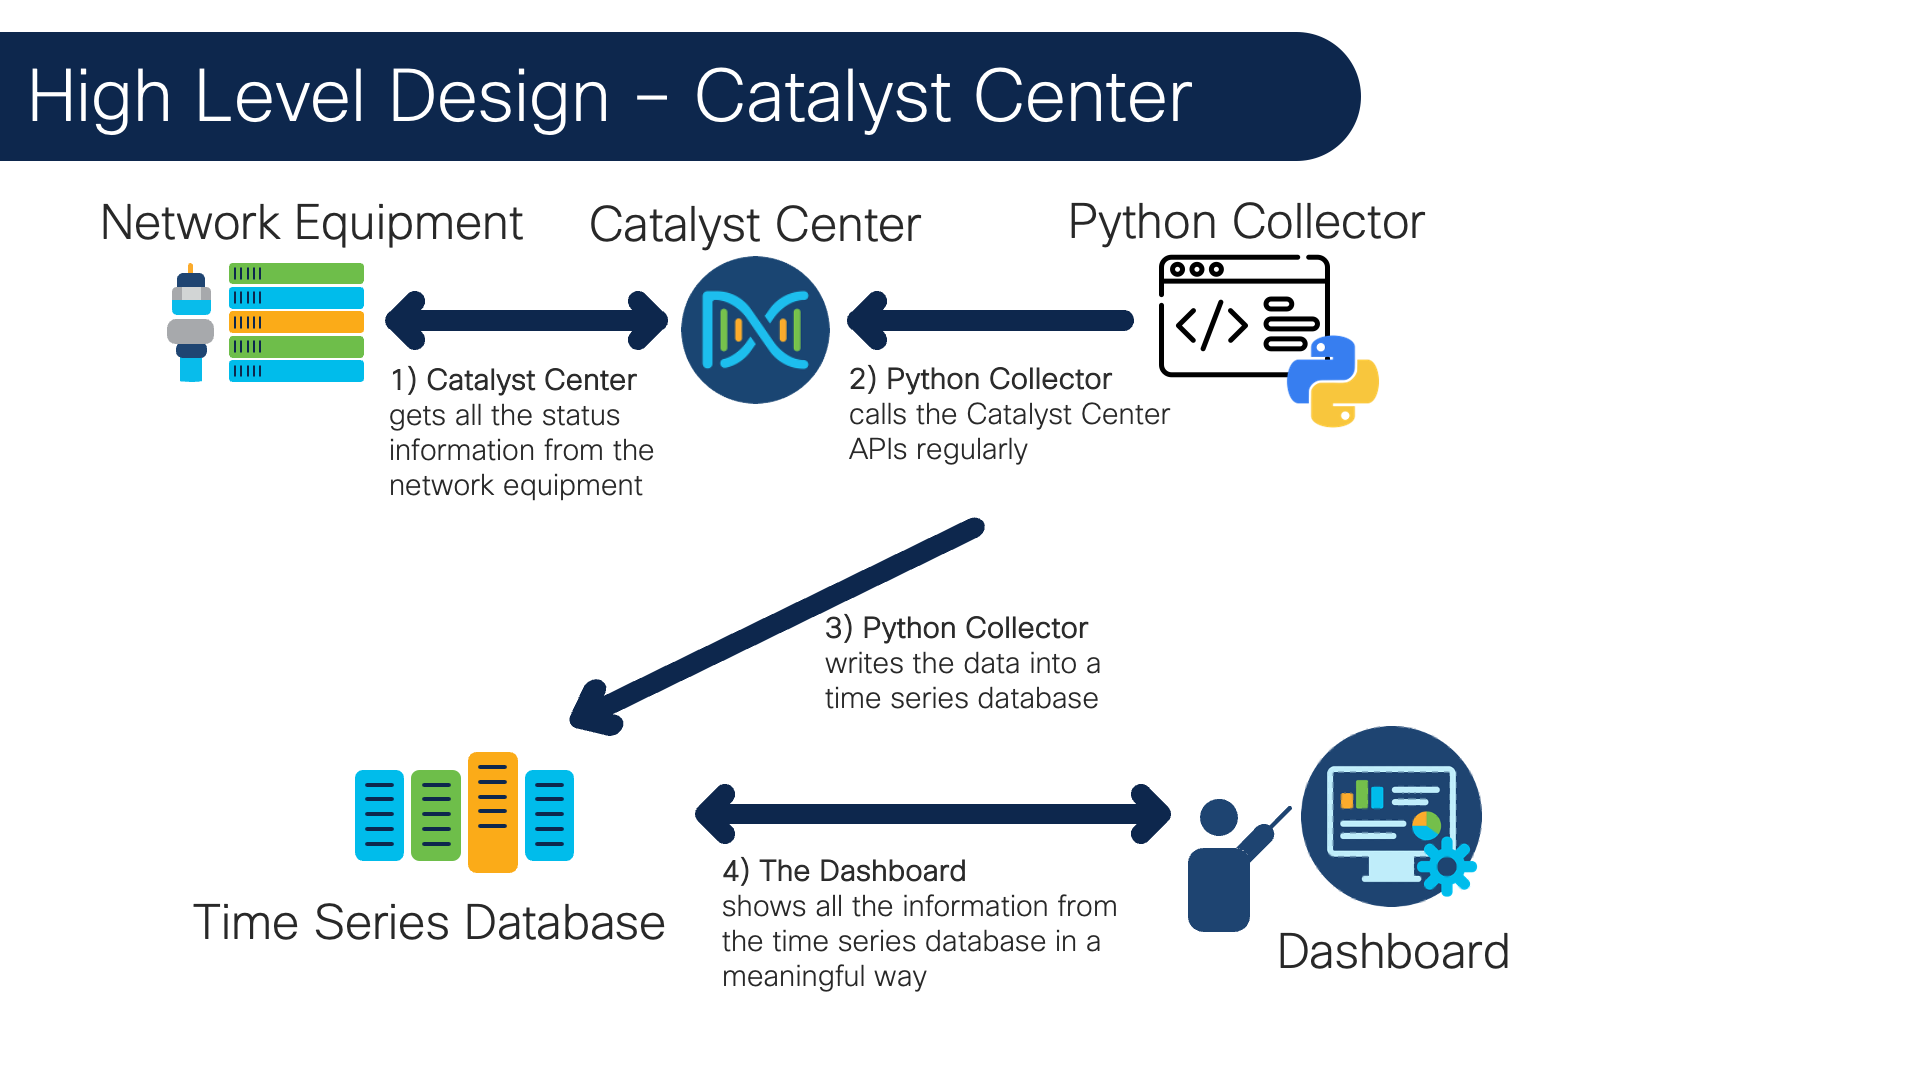 High Level Design – Catalyst Center
Network Equipment
Catalyst Center
Python Collector
</>
1) Catalyst Center
gets all the status
information from the
network equipment
2) Python Collector
calls the Catalyst Center
APIs regularly
3) Python Collector
writes the data into a
time series database
Time Series Database
4) The Dashboard
shows all the information from
the time series database in a
meaningful way
Dashboard